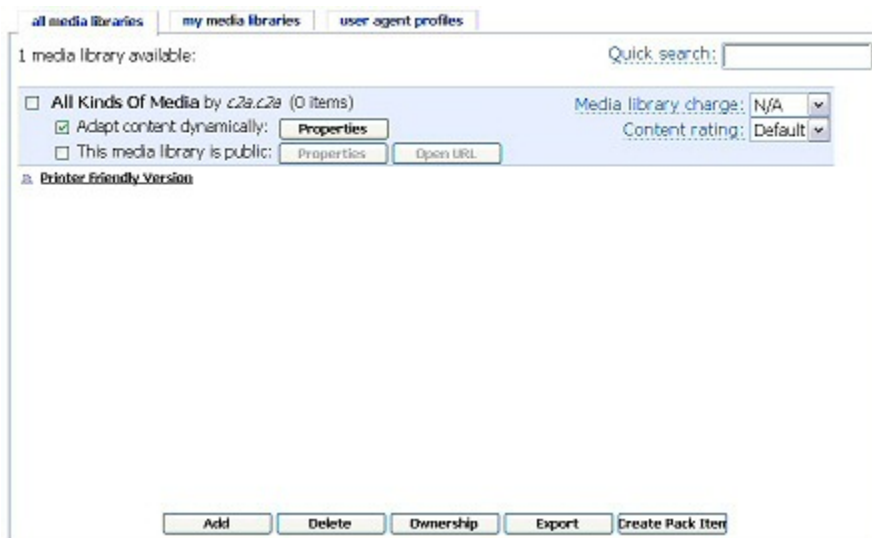 all media libraries my media libraries user agent profiles
1 media library available: Quick search:
All Kinds Of Media by c2a.c2a (0 items) Media library charge: N/A
Adapt content dynamically: Properties Content rating: Default
This media library is public: Properties Open URL
Printer Friendly Version
Add Delete Ownership Export Create Pack Item